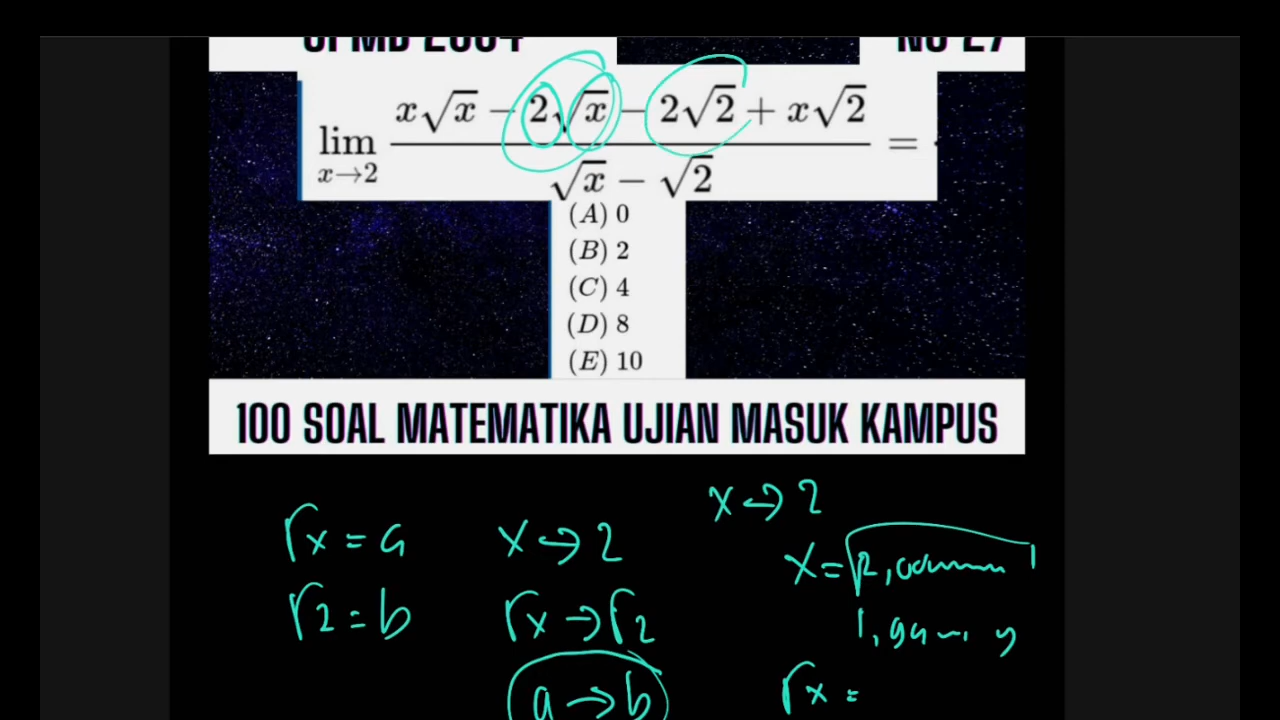 lim x→2 (x√x − 2√x − 2√2 + x√2) / (√x − √2) =
(A) 0
(B) 2
(C) 4
(D) 8
(E) 10
100 SOAL MATEMATIKA UJIAN MASUK KAMPUS
√x = a
√2 = b
x → 2
√x → √2
a → b
x → 2
√x =